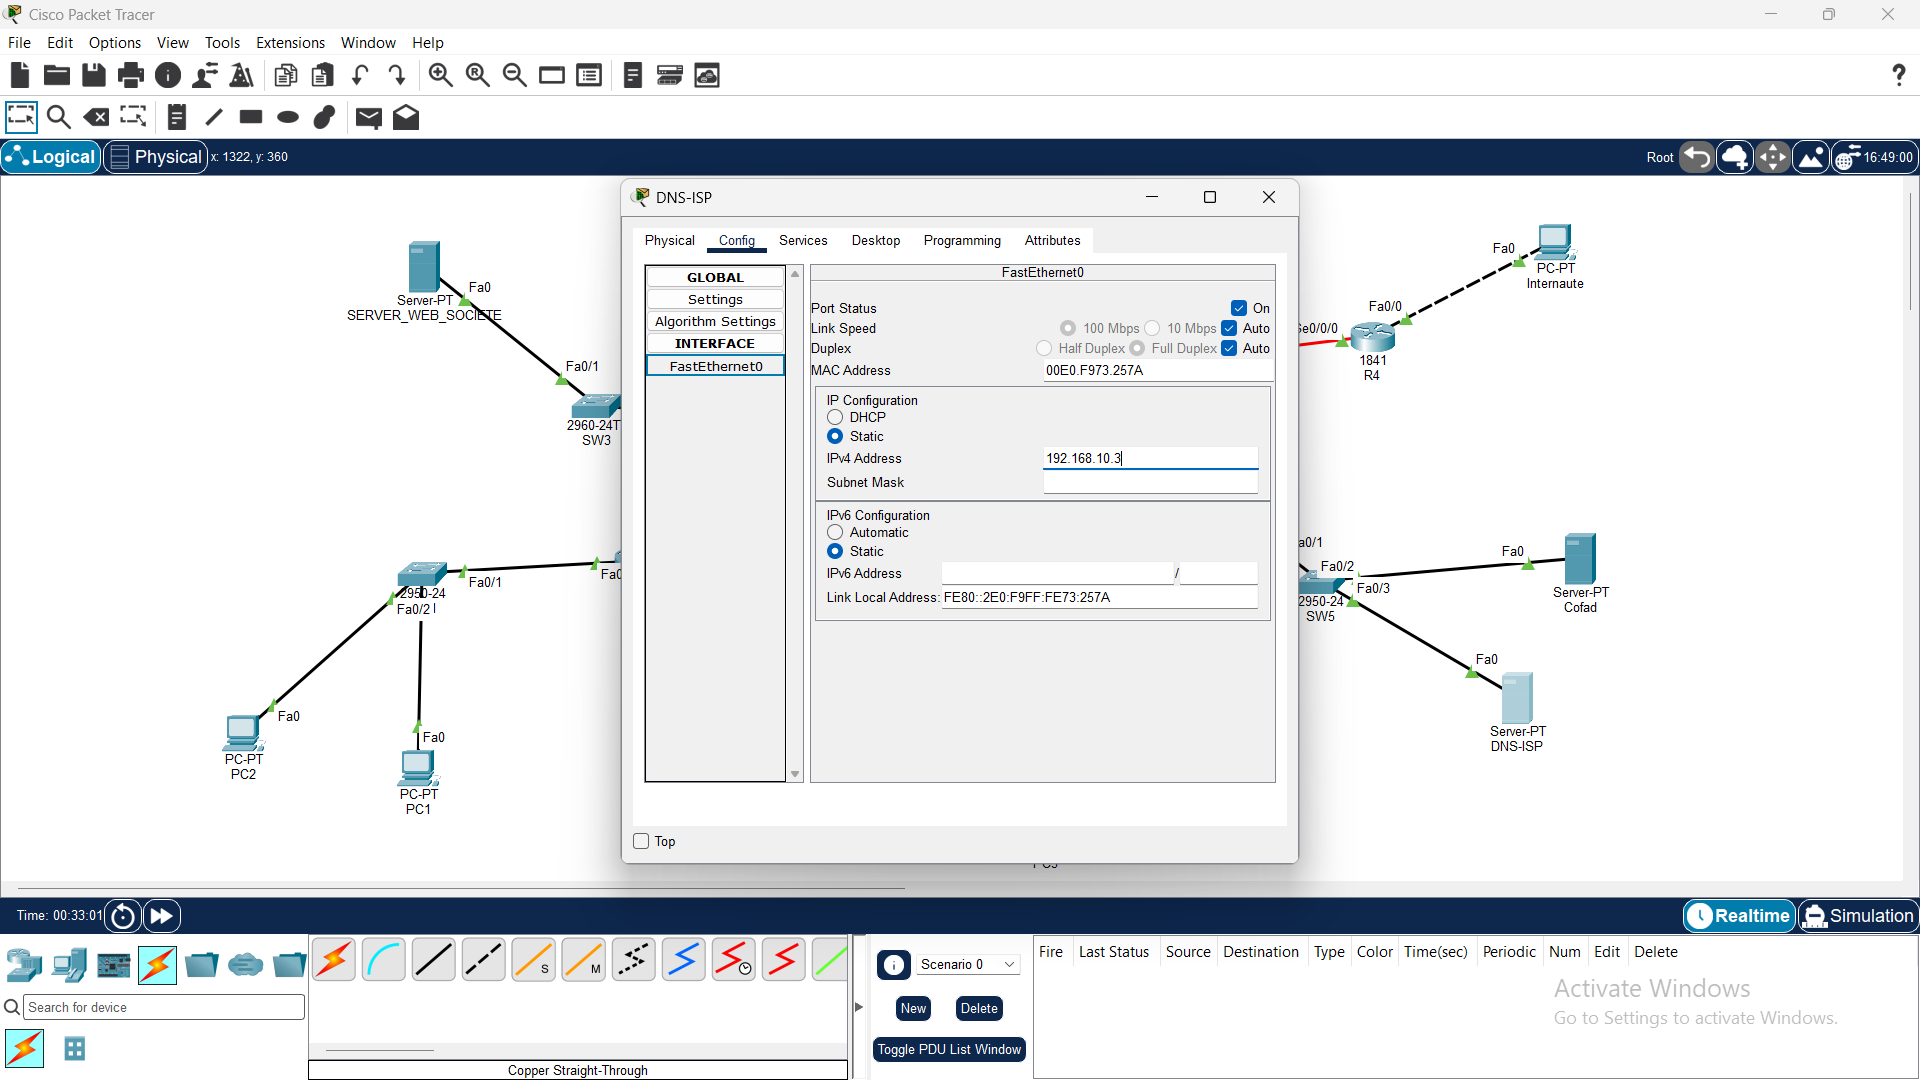 Cisco Packet Tracer
File Edit Options View Tools Extensions Window Help
Logical Physical x: 1322, y: 360 Root 16:49:00
DNS-ISP
Physical Config Services Desktop Programming Attributes
GLOBAL
Settings
Algorithm Settings
INTERFACE
FastEthernet0
FastEthernet0
Port Status On
Link Speed 100 Mbps 10 Mbps Auto
Duplex Half Duplex Full Duplex Auto
MAC Address 00E0.F973.257A
IP Configuration
DHCP
Static
IPv4 Address 192.168.10.3
Subnet Mask
IPv6 Configuration
Automatic
Static
IPv6 Address /
Link Local Address: FE80::2E0:F9FF:FE73:257A
Top
Fa0
Server-PT
SERVER_WEB_SOCIETE
Fa0/1
2960-24T
SW3
Fa0/1
2950-24
Fa0/2
Fa0
PC-PT
PC2
Fa0
PC-PT
PC1
Fa0
PC-PT
Internaute
Fa0/0
Se0/0/0
1841
R4
a0/1
Fa0/2
Fa0/3
2950-24
SW5
Fa0
Server-PT
Cofad
Fa0
Server-PT
DNS-ISP
Time: 00:33:01
Realtime Simulation
Search for device
S
M
Copper Straight-Through
Scenario 0
New Delete
Toggle PDU List Window
Fire Last Status Source Destination Type Color Time(sec) Periodic Num Edit Delete
Activate Windows
Go to Settings to activate Windows.